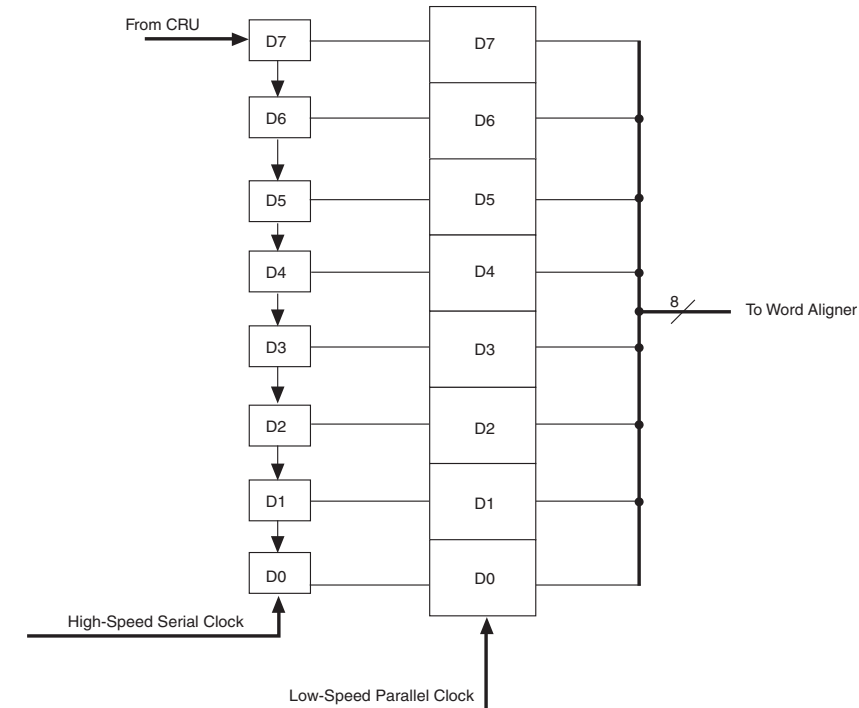 From CRU
D7
D7
D6
D6
D5
D5
D4
D4
8
To Word Aligner
D3
D3
D2
D2
D1
D1
D0
D0
High-Speed Serial Clock
Low-Speed Parallel Clock